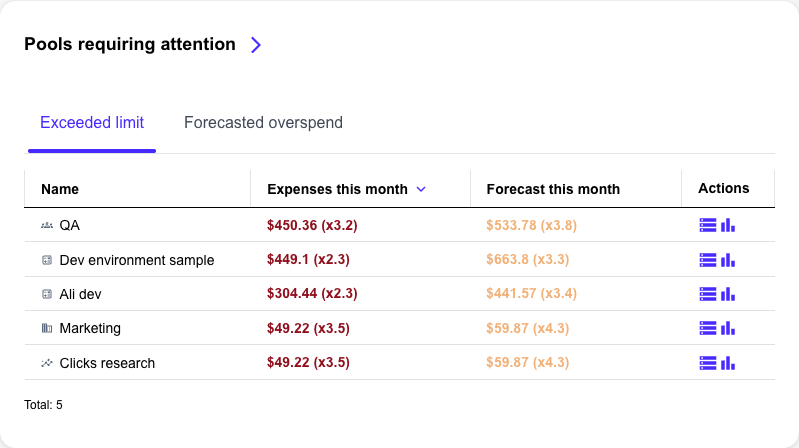 Pools requiring attention
Exceeded limit Forecasted overspend
Name Expenses this month Forecast this month Actions
QA $450.36 (x3.2) $533.78 (x3.8)
Dev environment sample $449.1 (x2.3) $663.8 (x3.3)
Ali dev $304.44 (x2.3) $441.57 (x3.4)
Marketing $49.22 (x3.5) $59.87 (x4.3)
Clicks research $49.22 (x3.5) $59.87 (x4.3)
Total: 5